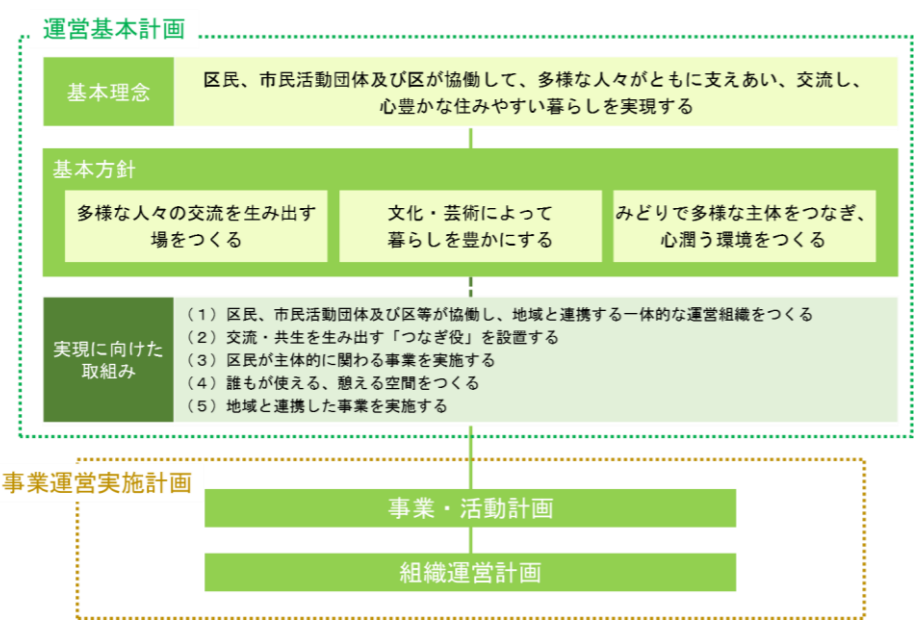 運営基本計画
基本理念
区民、市民活動団体及び区が協働して、多様な人々がともに支えあい、交流し、
心豊かな住みやすい暮らしを実現する
基本方針
多様な人々の交流を生み出す
場をつくる
文化・芸術によって
暮らしを豊かにする
みどりで多様な主体をつなぎ、
心潤う環境をつくる
実現に向けた
取組み
（１）区民、市民活動団体及び区等が協働し、地域と連携する一体的な運営組織をつくる
（２）交流・共生を生み出す「つなぎ役」を設置する
（３）区民が主体的に関わる事業を実施する
（４）誰もが使える、憩える空間をつくる
（５）地域と連携した事業を実施する
事業運営実施計画
事業・活動計画
組織運営計画